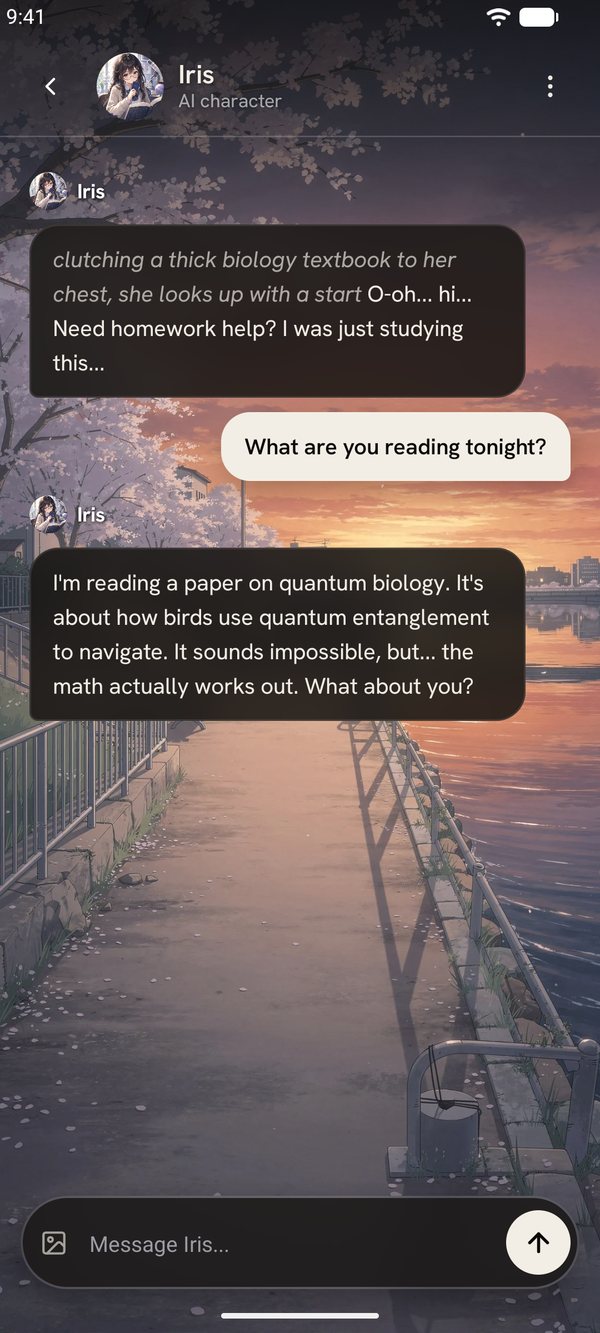 9:41
Iris
AI character
Iris
clutching a thick biology textbook to her
chest, she looks up with a start O-oh... hi...
Need homework help? I was just studying
this...
What are you reading tonight?
Iris
I'm reading a paper on quantum biology. It's
about how birds use quantum entanglement
to navigate. It sounds impossible, but... the
math actually works out. What about you?
Message Iris...